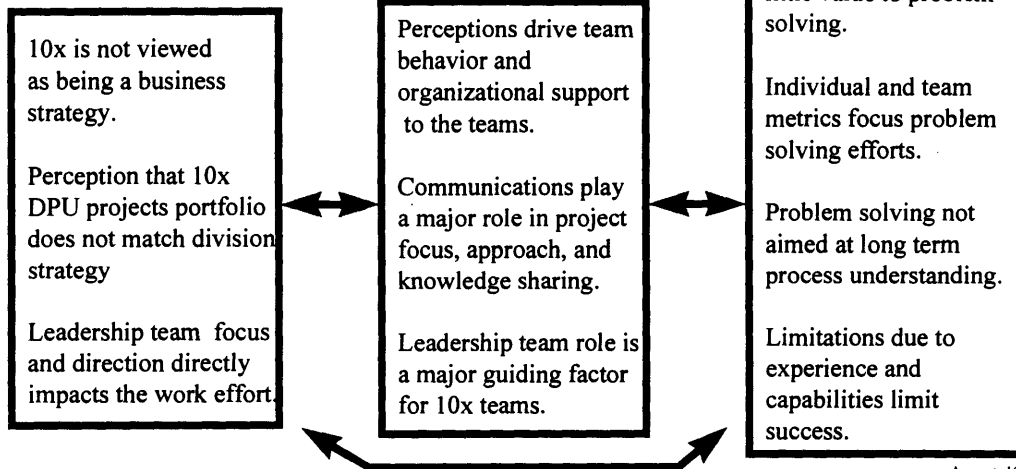 10x is not viewed
as being a business
strategy.
Perception that 10x
DPU projects portfolio
does not match division
strategy
Leadership team focus
and direction directly
impacts the work effort.
Perceptions drive team
behavior and
organizational support
to the teams.
Communications play
a major role in project
focus, approach, and
knowledge sharing.
Leadership team role is
a major guiding factor
for 10x teams.
solving.
Individual and team
metrics focus problem
solving efforts.
Problem solving not
aimed at long term
process understanding.
Limitations due to
experience and
capabilities limit
success.